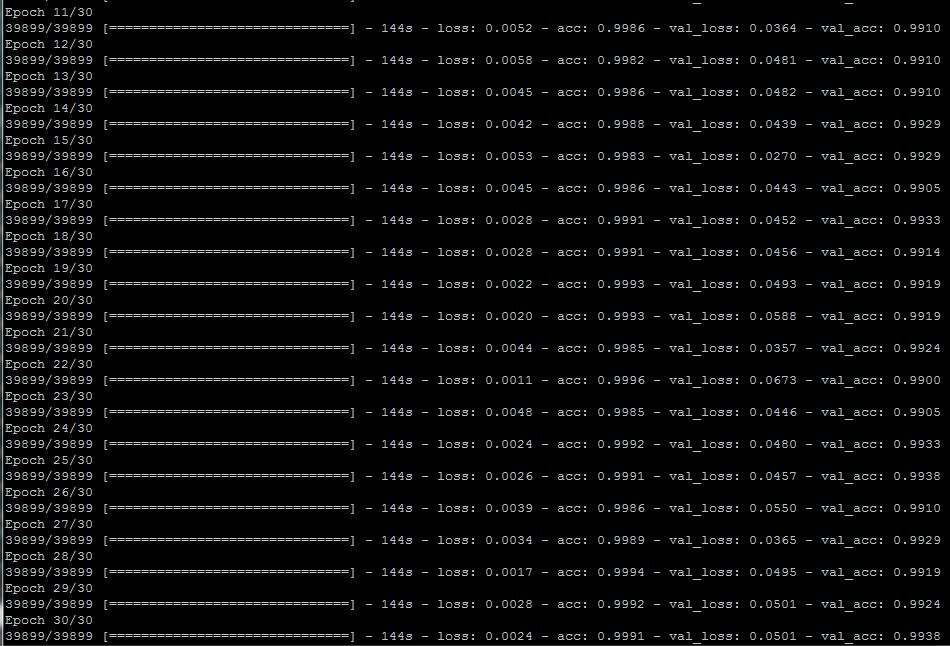 Epoch 11/30
39899/39899 [==============================] - 144s - loss: 0.0052 - acc: 0.9986 - val_loss: 0.0364 - val_acc: 0.9910
Epoch 12/30
39899/39899 [==============================] - 144s - loss: 0.0058 - acc: 0.9982 - val_loss: 0.0481 - val_acc: 0.9910
Epoch 13/30
39899/39899 [==============================] - 144s - loss: 0.0045 - acc: 0.9986 - val_loss: 0.0482 - val_acc: 0.9910
Epoch 14/30
39899/39899 [==============================] - 144s - loss: 0.0042 - acc: 0.9988 - val_loss: 0.0439 - val_acc: 0.9929
Epoch 15/30
39899/39899 [==============================] - 144s - loss: 0.0053 - acc: 0.9983 - val_loss: 0.0270 - val_acc: 0.9929
Epoch 16/30
39899/39899 [==============================] - 144s - loss: 0.0045 - acc: 0.9986 - val_loss: 0.0443 - val_acc: 0.9905
Epoch 17/30
39899/39899 [==============================] - 144s - loss: 0.0028 - acc: 0.9991 - val_loss: 0.0452 - val_acc: 0.9933
Epoch 18/30
39899/39899 [==============================] - 144s - loss: 0.0028 - acc: 0.9991 - val_loss: 0.0456 - val_acc: 0.9914
Epoch 19/30
39899/39899 [==============================] - 144s - loss: 0.0022 - acc: 0.9993 - val_loss: 0.0493 - val_acc: 0.9919
Epoch 20/30
39899/39899 [==============================] - 144s - loss: 0.0020 - acc: 0.9993 - val_loss: 0.0588 - val_acc: 0.9919
Epoch 21/30
39899/39899 [==============================] - 144s - loss: 0.0044 - acc: 0.9985 - val_loss: 0.0357 - val_acc: 0.9924
Epoch 22/30
39899/39899 [==============================] - 144s - loss: 0.0011 - acc: 0.9996 - val_loss: 0.0673 - val_acc: 0.9900
Epoch 23/30
39899/39899 [==============================] - 144s - loss: 0.0048 - acc: 0.9985 - val_loss: 0.0446 - val_acc: 0.9905
Epoch 24/30
39899/39899 [==============================] - 144s - loss: 0.0024 - acc: 0.9992 - val_loss: 0.0480 - val_acc: 0.9933
Epoch 25/30
39899/39899 [==============================] - 144s - loss: 0.0026 - acc: 0.9991 - val_loss: 0.0457 - val_acc: 0.9938
Epoch 26/30
39899/39899 [==============================] - 144s - loss: 0.0039 - acc: 0.9986 - val_loss: 0.0550 - val_acc: 0.9910
Epoch 27/30
39899/39899 [==============================] - 144s - loss: 0.0034 - acc: 0.9989 - val_loss: 0.0365 - val_acc: 0.9929
Epoch 28/30
39899/39899 [==============================] - 144s - loss: 0.0017 - acc: 0.9994 - val_loss: 0.0495 - val_acc: 0.9919
Epoch 29/30
39899/39899 [==============================] - 144s - loss: 0.0028 - acc: 0.9992 - val_loss: 0.0501 - val_acc: 0.9924
Epoch 30/30
39899/39899 [==============================] - 144s - loss: 0.0024 - acc: 0.9991 - val_loss: 0.0501 - val_acc: 0.9938